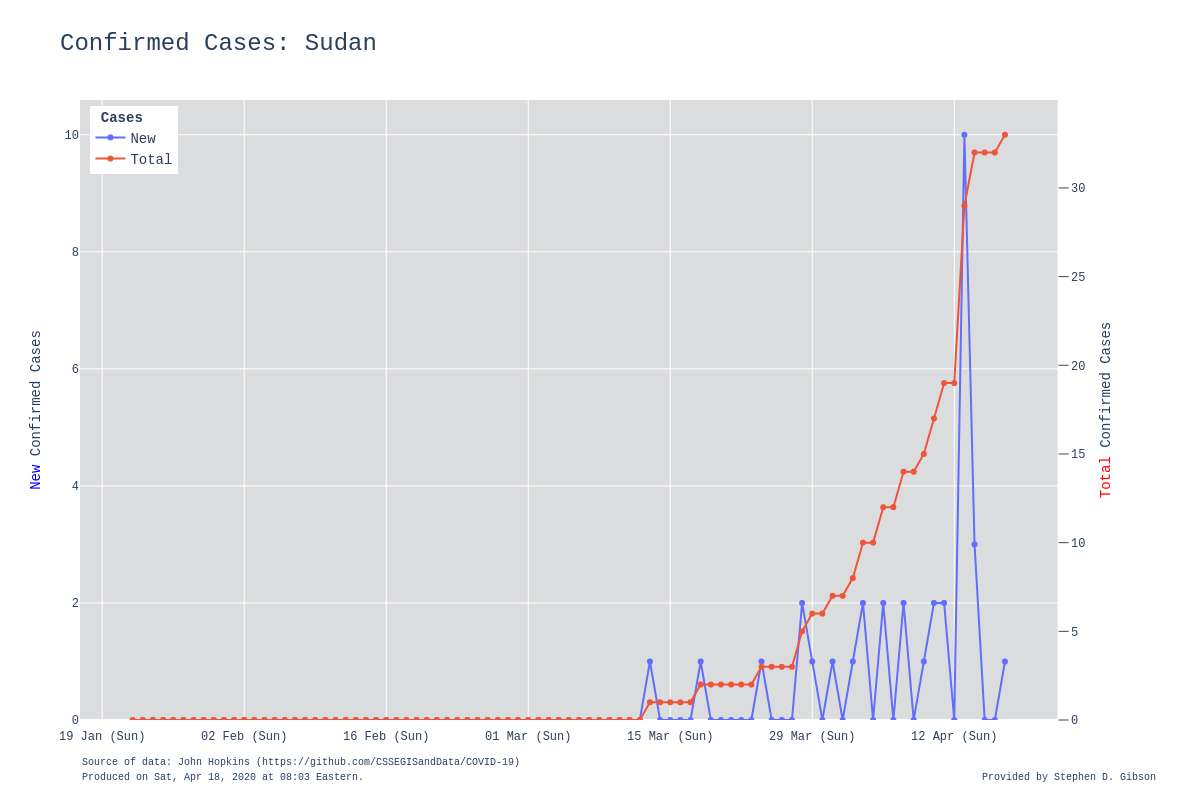 Confirmed Cases: Sudan
Cases
New
Total
10
8
6
4
2
0
30
25
20
15
10
5
0
New Confirmed Cases
Total Confirmed Cases
19 Jan (Sun)
02 Feb (Sun)
16 Feb (Sun)
01 Mar (Sun)
15 Mar (Sun)
29 Mar (Sun)
12 Apr (Sun)
Source of data: John Hopkins (https://github.com/CSSEGISandData/COVID-19)
Produced on Sat, Apr 18, 2020 at 08:03 Eastern.
Provided by Stephen D. Gibson